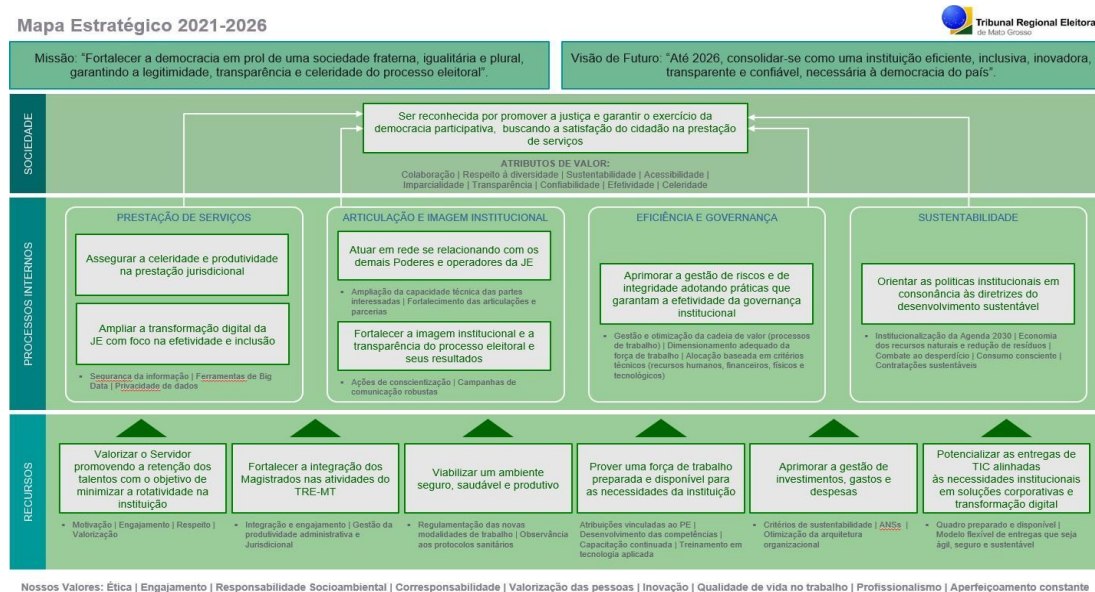 Mapa Estratégico 2021-2026
Tribunal Regional Eleitora
de Mato Grosso
Missão: "Fortalecer a democracia em prol de uma sociedade fraterna, igualitária e plural,
garantindo a legitimidade, transparência e celeridade do processo eleitoral".
Visão de Futuro: "Até 2026, consolidar-se como uma instituição eficiente, inclusiva, inovadora,
transparente e confiável, necessária à democracia do país".
SOCIEDADE
Ser reconhecida por promover a justiça e garantir o exercício da
democracia participativa, buscando a satisfação do cidadão na prestação
de serviços
ATRIBUTOS DE VALOR:
Colaboração | Respeito à diversidade | Sustentabilidade | Acessibilidade |
Imparcialidade | Transparência | Confiabilidade | Efetividade | Celeridade
PROCESSOS INTERNOS
PRESTAÇÃO DE SERVIÇOS
Assegurar a celeridade e produtividade
na prestação jurisdicional
Ampliar a transformação digital da
JE com foco na efetividade e inclusão
• Segurança da informação | Ferramentas de Big
Data | Privacidade de dados
ARTICULAÇÃO E IMAGEM INSTITUCIONAL
Atuar em rede se relacionando com os
demais Poderes e operadores da JE
• Ampliação da capacidade técnica das partes
interessadas | Fortalecimento das articulações e
parcerias
Fortalecer a imagem institucional e a
transparência do processo eleitoral e
seus resultados
• Ações de conscientização | Campanhas de
comunicação robustas
EFICIÊNCIA E GOVERNANÇA
Aprimorar a gestão de riscos e de
integridade adotando práticas que
garantam a efetividade da governança
institucional
• Gestão e otimização da cadeia de valor (processos
de trabalho) | Dimensionamento adequado da
força de trabalho | Alocação baseada em critérios
técnicos (recursos humanos, financeiros, físicos e
tecnológicos)
SUSTENTABILIDADE
Orientar as politicas institucionais em
consonância às diretrizes do
desenvolvimento sustentável
• Institucionalização da Agenda 2030 | Economia
dos recursos naturais e redução de resíduos |
Combate ao desperdício | Consumo consciente |
Contratações sustentáveis
RECURSOS
Valorizar o Servidor
promovendo a retenção dos
talentos com o objetivo de
minimizar a rotatividade na
instituição
• Motivação | Engajamento | Respeito |
Valorização
Fortalecer a integração dos
Magistrados nas atividades do
TRE-MT
• Integração e engajamento | Gestão da
produtividade administrativa e
Jurisdicional
Viabilizar um ambiente
seguro, saudável e produtivo
• Regulamentação das novas
modalidades de trabalho | Observância
aos protocolos sanitários
Prover uma força de trabalho
preparada e disponível para
as necessidades da instituição
Atribuições vinculadas ao PE |
Desenvolvimento das competências |
Capacitação continuada | Treinamento em
tecnologia aplicada
Aprimorar a gestão de
investimentos, gastos e
despesas
• Critérios de sustentabilidade | ANSs |
Otimização da arquitetura
organizacional
Potencializar as entregas de
TIC alinhadas
às necessidades institucionais
em soluções corporativas e
transformação digital
• Quadro preparado e disponível |
Modelo flexível de entregas que seja
ágil, seguro e sustentável
Nossos Valores: Ética | Engajamento | Responsabilidade Socioambiental | Corresponsabilidade | Valorização das pessoas | Inovação | Qualidade de vida no trabalho | Profissionalismo | Aperfeiçoamento constante